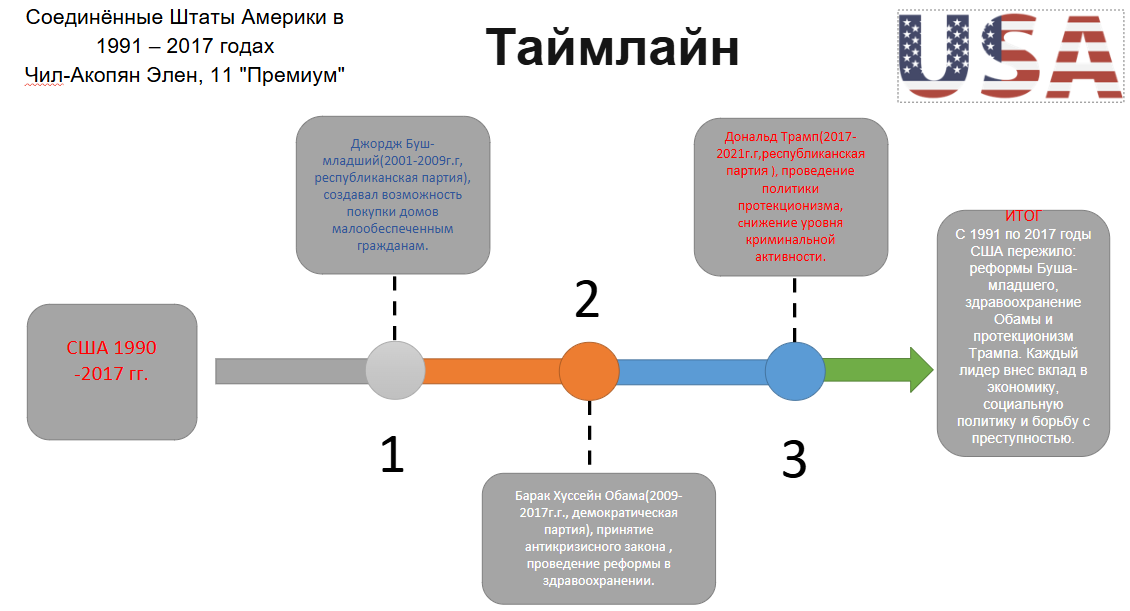 Соединённые Штаты Америки в
1991 – 2017 годах
Чил-Акопян Элен, 11 "Премиум"
Таймлайн
USA
Джордж Буш-
младший(2001-2009г.г,
республиканская партия),
создавал возможность
покупки домов
малообеспеченным
гражданам.
Дональд Трамп(2017-
2021г.г,республиканская
партия ), проведение
политики
протекционизма,
снижение уровня
криминальной
активности.
США 1990
-2017 гг.
1
2
3
Барак Хуссейн Обама(2009-
2017г.г., демократическая
партия), принятие
антикризисного закона ,
проведение реформы в
здравоохранении.
ИТОГ
С 1991 по 2017 годы
США пережило:
реформы Буша-
младшего,
здравоохранение
Обамы и
протекционизм
Трампа. Каждый
лидер внес вклад в
экономику,
социальную
политику и борьбу с
преступностью.